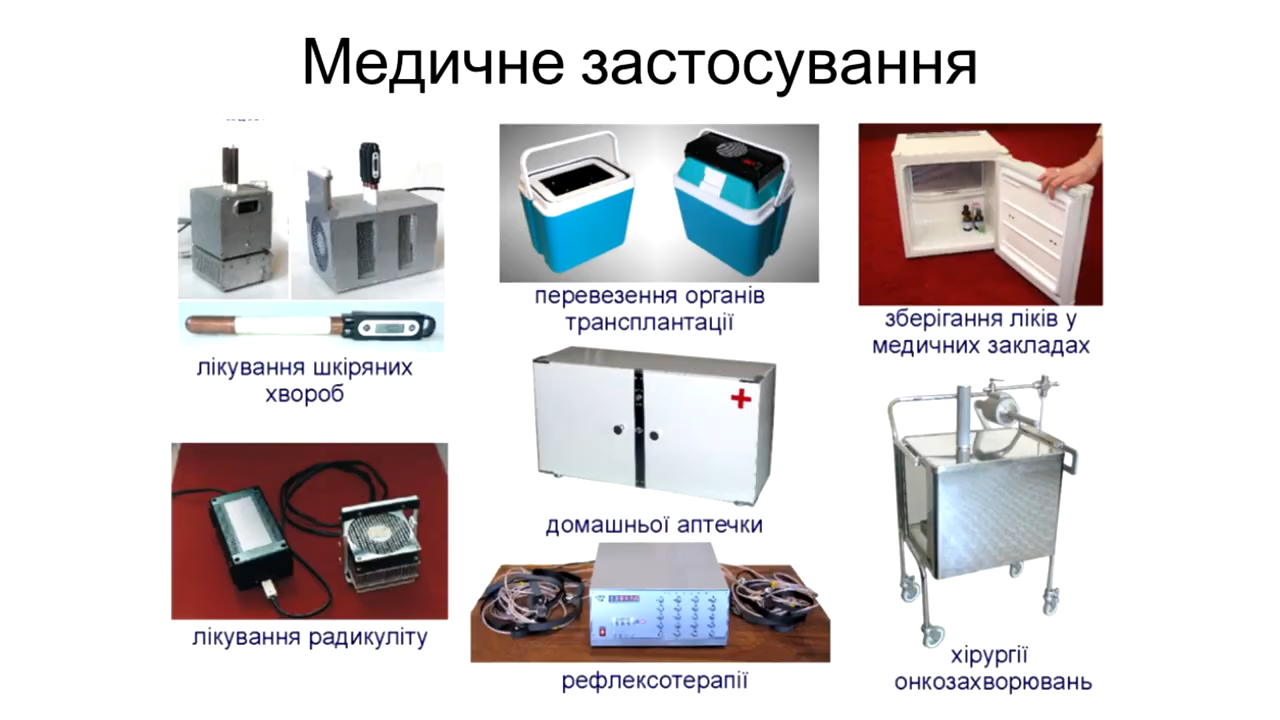 Медичне застосування
лікування шкіряних
хвороб
перевезення органів
трансплантації
зберігання ліків у
медичних закладах
домашньої аптечки
лікування радикуліту
рефлексотерапії
хірургії
онкозахворювань